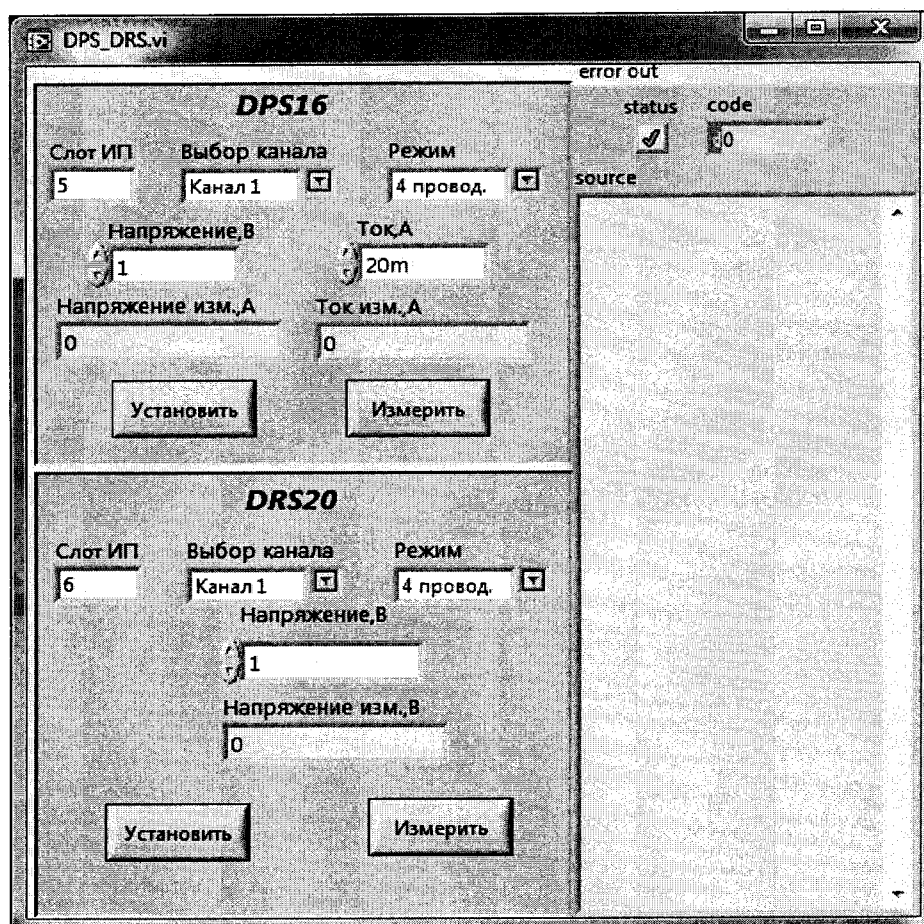 DPS_DRS.vi
error out
DPS16
status code
Слот ИП Выбор канала Режим
0
5 Канал 1 4 провод.
source
Напряжение,В Ток,А
1 20m
Напряжение изм.,А Ток изм.,А
0 0
Установить Измерить
DRS20
Слот ИП Выбор канала Режим
6 Канал 1 4 провод.
Напряжение,В
1
Напряжение изм.,В
0
Установить Измерить